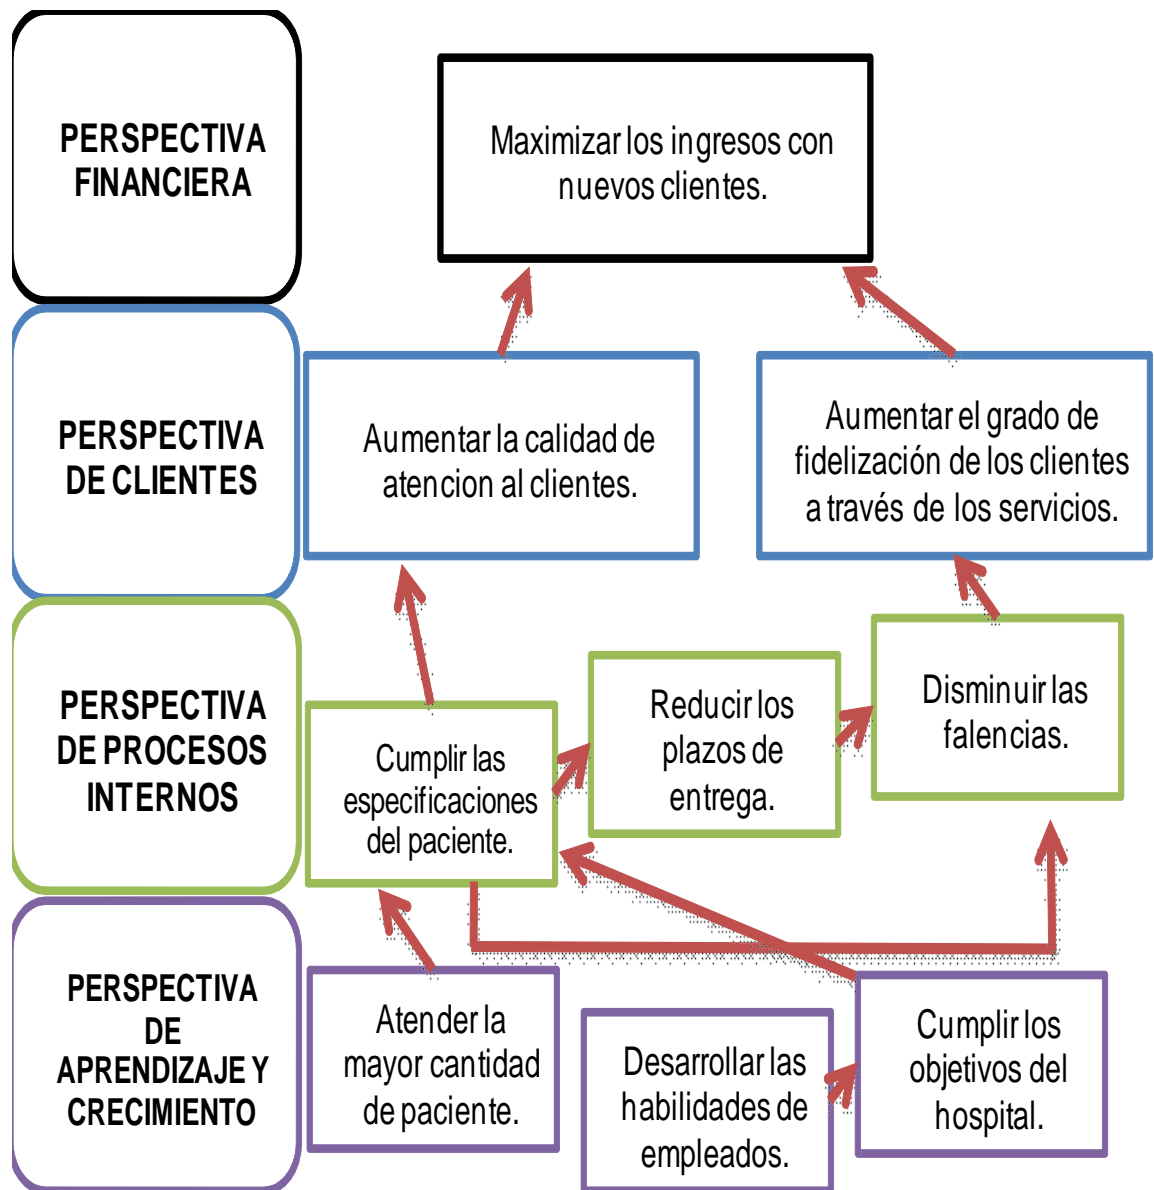 PERSPECTIVA
FINANCIERA
Maximizar los ingresos con
nuevos clientes.
PERSPECTIVA
DE CLIENTES
Aumentar la calidad de
atencion al clientes.
Aumentar el grado de
fidelización de los clientes
a través de los servicios.
PERSPECTIVA
DE PROCESOS
INTERNOS
Cumplir las
especificaciones
del paciente.
Reducir los
plazos de
entrega.
Disminuir las
falencias.
PERSPECTIVA
DE
APRENDIZAJE Y
CRECIMIENTO
Atender la
mayor cantidad
de paciente.
Desarrollar las
habilidades de
empleados.
Cumplir los
objetivos del
hospital.